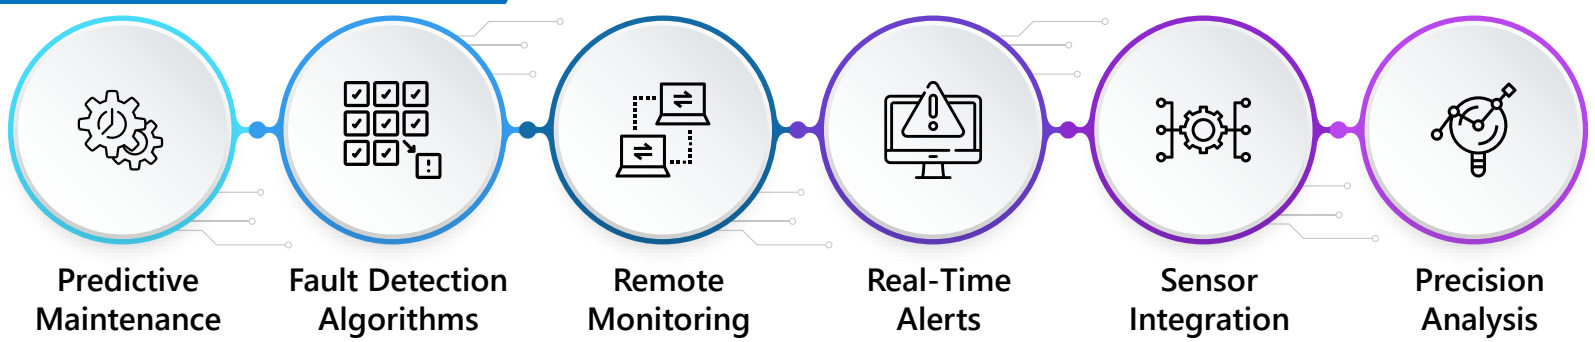 Predictive
Maintenance
Fault Detection
Algorithms
Remote
Monitoring
Real-Time
Alerts
Sensor
Integration
Precision
Analysis